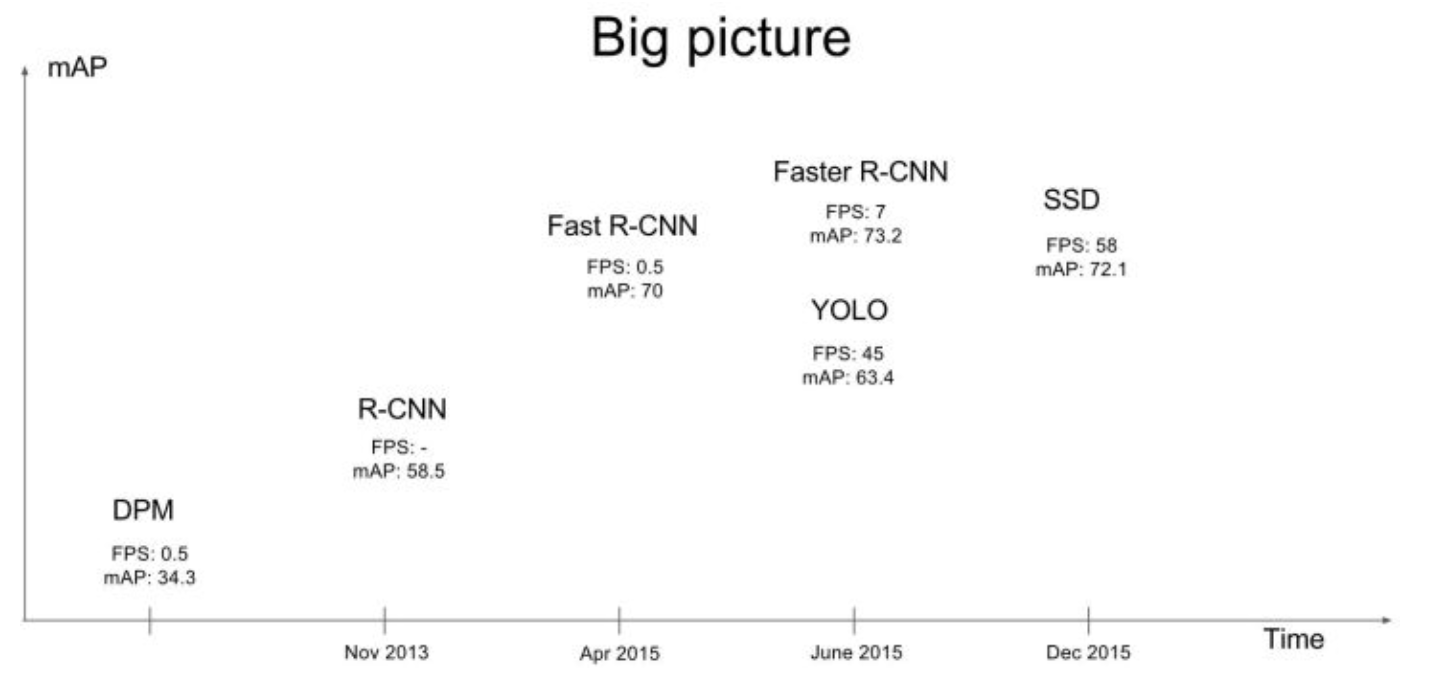 Big picture
mAP
Faster R-CNN
FPS: 7
mAP: 73.2
SSD
FPS: 58
mAP: 72.1
Fast R-CNN
FPS: 0.5
mAP: 70
YOLO
FPS: 45
mAP: 63.4
R-CNN
FPS: -
mAP: 58.5
DPM
FPS: 0.5
mAP: 34.3
Nov 2013
Apr 2015
June 2015
Dec 2015
Time